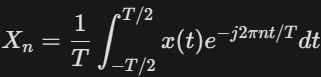 $X_n = \frac{1}{T} \int_{-T/2}^{T/2} x(t) e^{-j2\pi nt/T} dt$